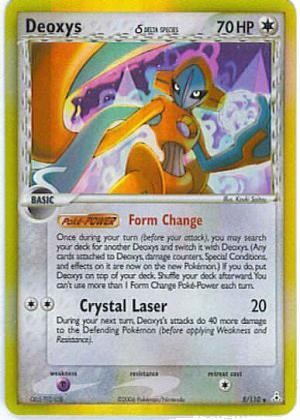 Deoxys δ DELTA SPECIES 70 HP
Illus. Kouki Saitou
BASIC
Poké-POWER Form Change
Once during your turn (before attack), you may search
your deck for another Deoxys and switch it with Deoxys. (Any
cards attached to Deoxys, damage counters, Special Conditions,
and effects on it are now on the new Pokémon.) If you do, put
Deoxys on top of your deck. Shuffle your deck afterward. You
can't use more than 1 Form Change Poké-Power each turn.
Crystal Laser 20
During your next turn, Deoxys's attacks do 40 more damage
to the Defending Pokémon (before applying Weakness and
Resistance).
weakness resistance retreat cost
©2006 Pokémon/Nintendo 5/110